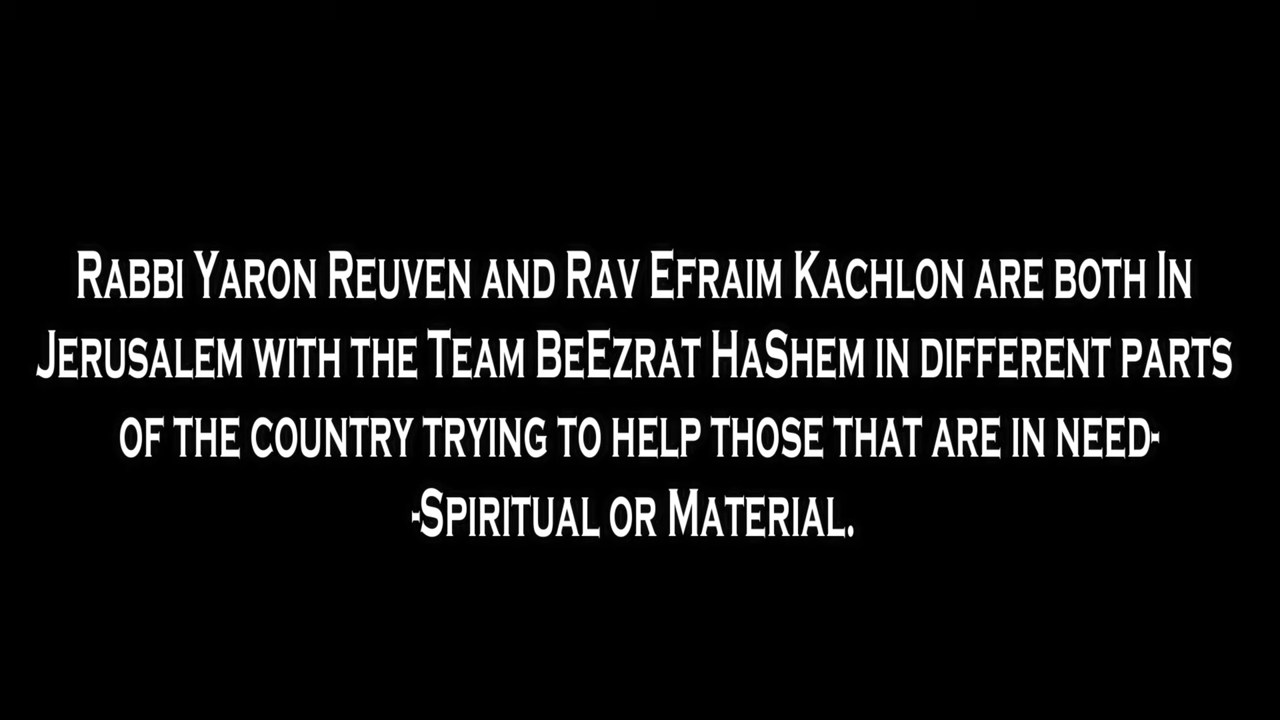 Rabbi Yaron Reuven and Rav Efraim Kachlon are both In
Jerusalem with the Team BeEzrat HaShem in different parts
of the country trying to help those that are in need-
-Spiritual or Material.